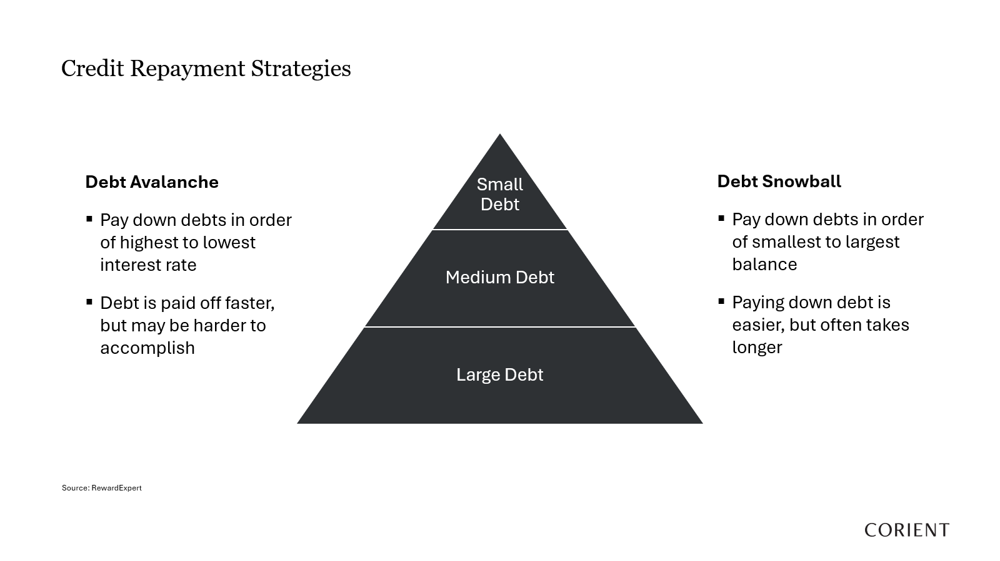 Credit Repayment Strategies
Debt Avalanche
▪ Pay down debts in order
of highest to lowest
interest rate
▪ Debt is paid off faster,
but may be harder to
accomplish
Small
Debt
Medium Debt
Large Debt
Debt Snowball
▪ Pay down debts in order
of smallest to largest
balance
▪ Paying down debt is
easier, but often takes
longer
Source: RewardExpert
CORIENT